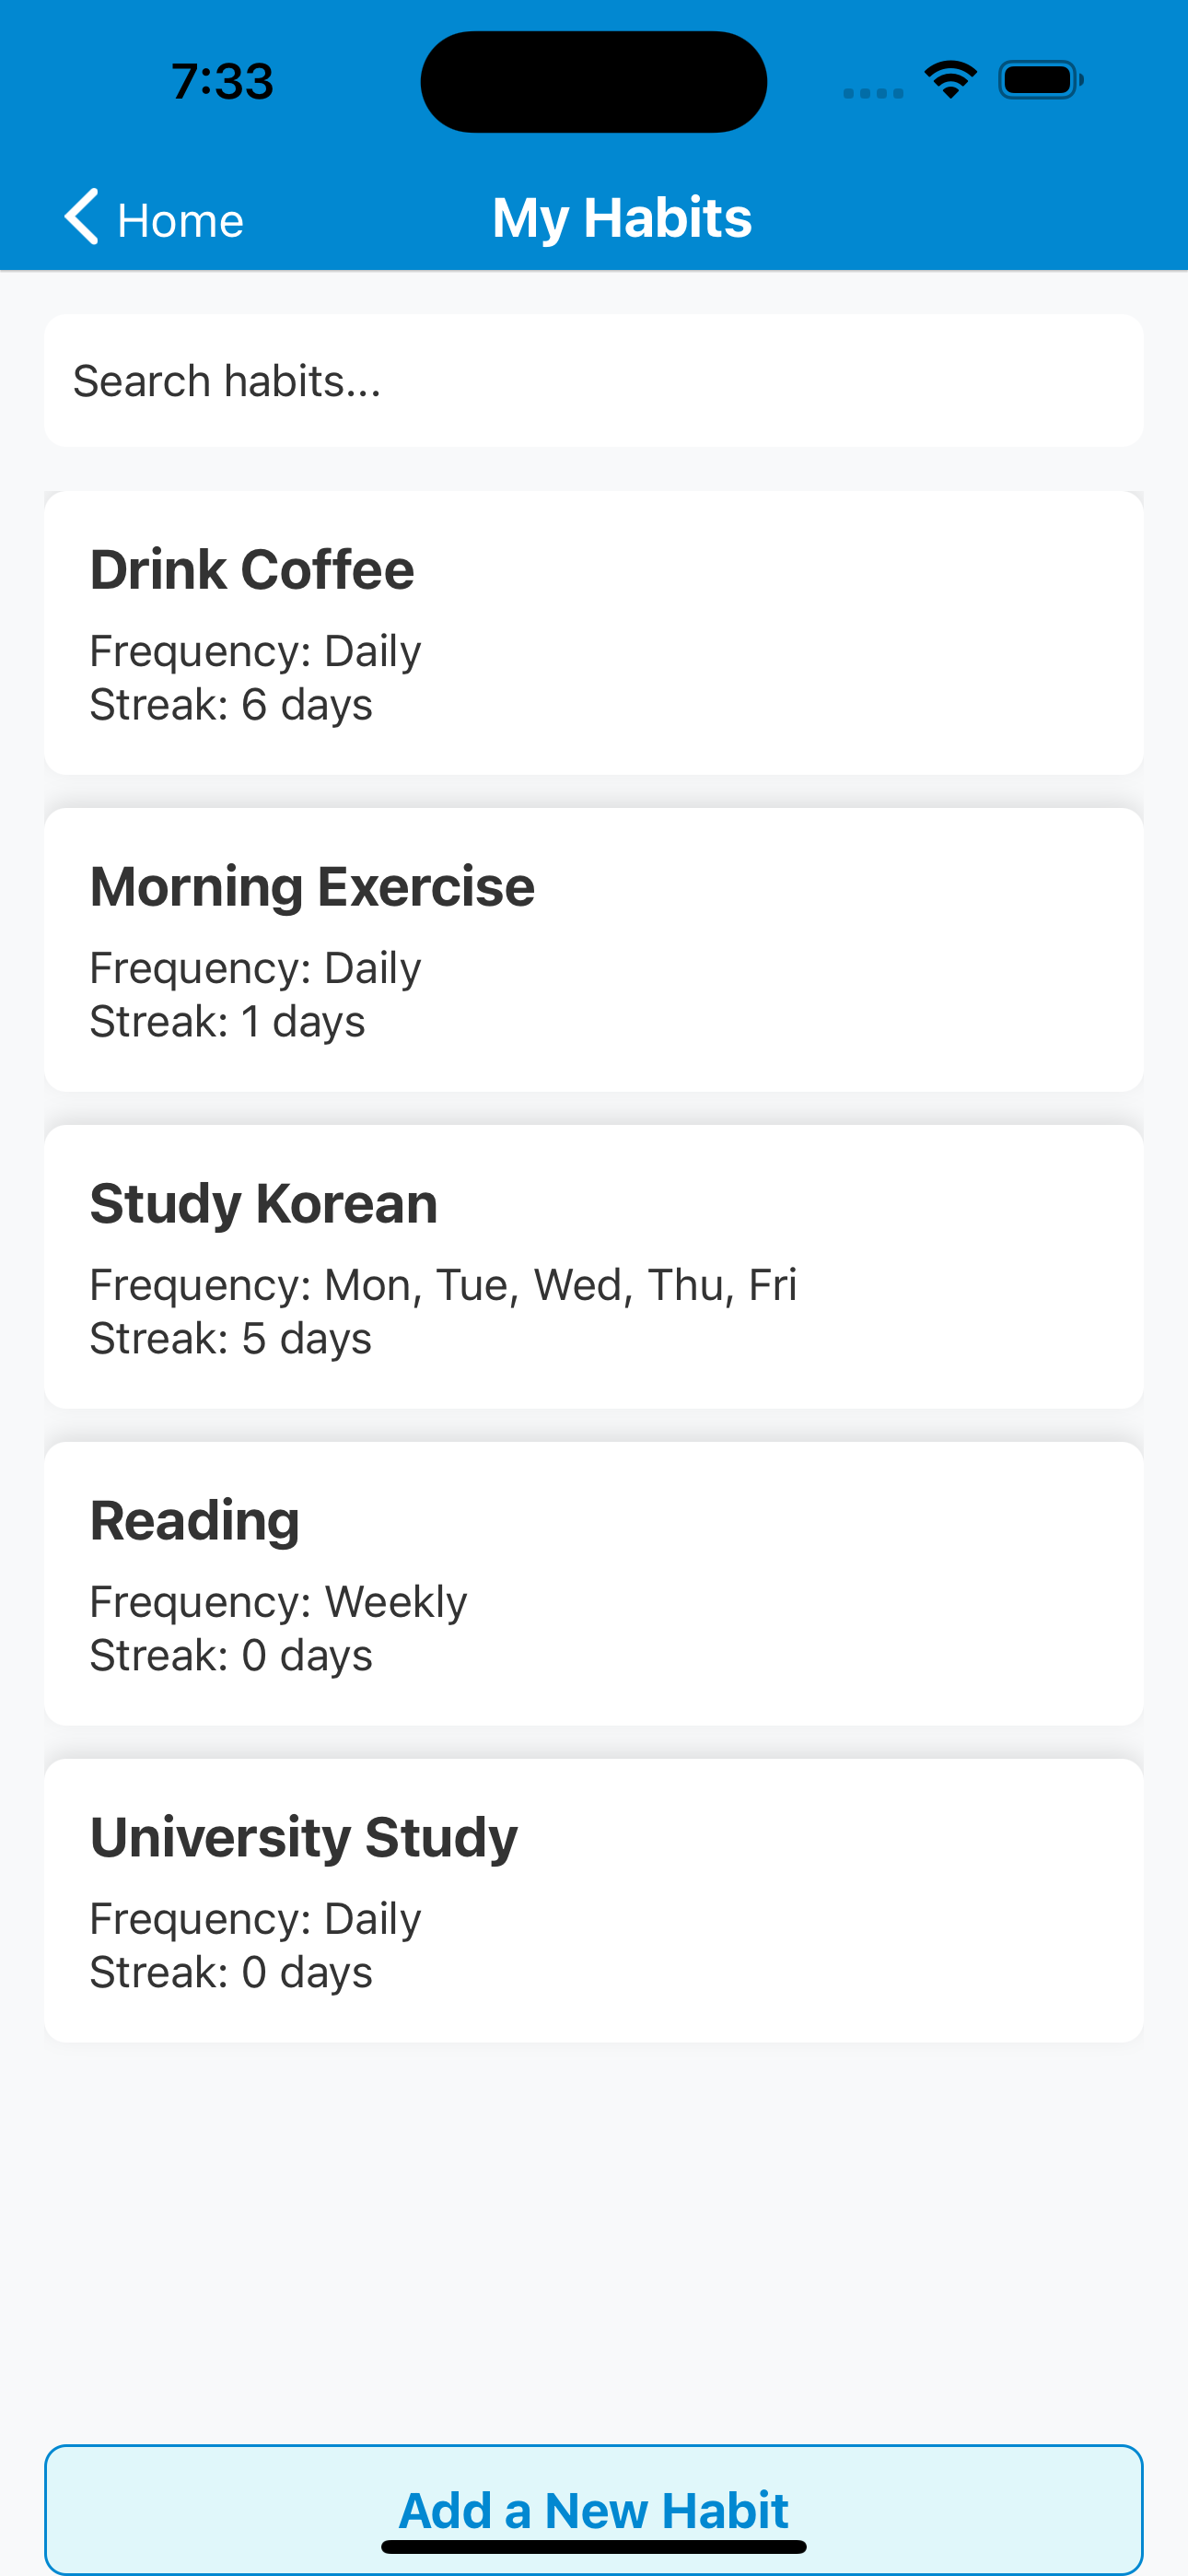 7:33
Home
My Habits
Search habits...
Drink Coffee
Frequency: Daily
Streak: 6 days
Morning Exercise
Frequency: Daily
Streak: 1 days
Study Korean
Frequency: Mon, Tue, Wed, Thu, Fri
Streak: 5 days
Reading
Frequency: Weekly
Streak: 0 days
University Study
Frequency: Daily
Streak: 0 days
Add a New Habit